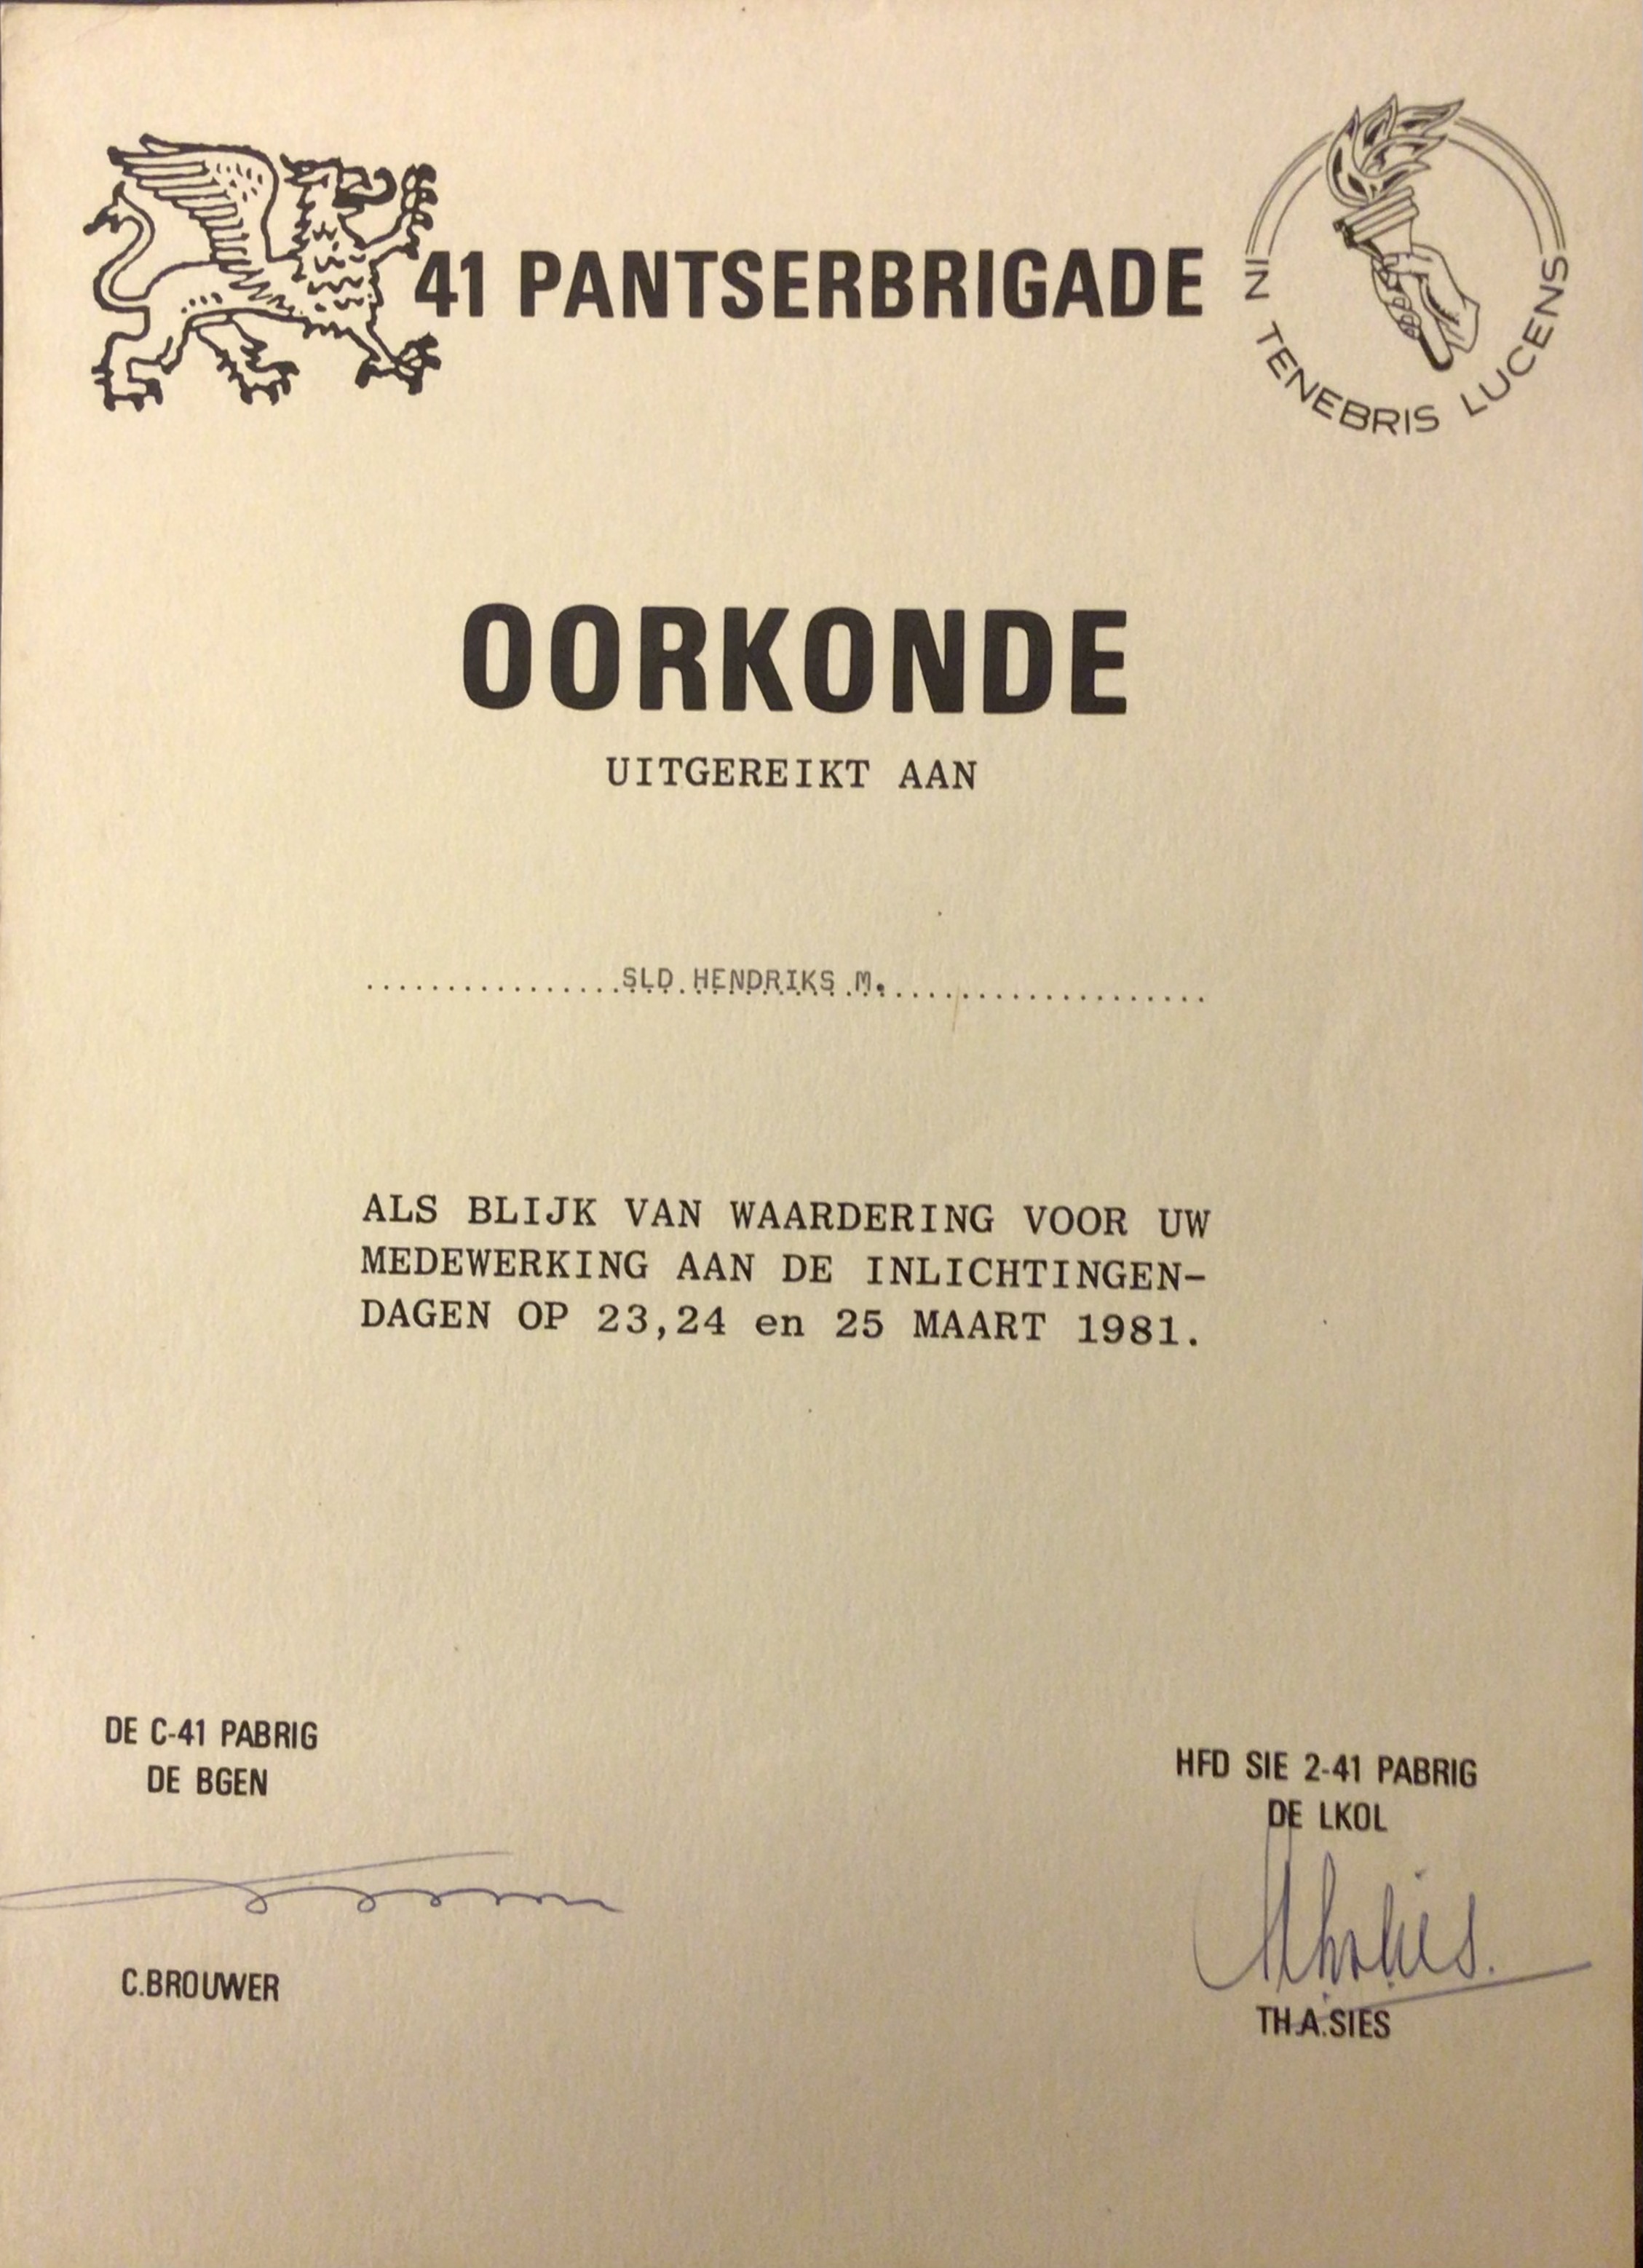 41 PANTSERBRIGADE
IN TENEBRIS LUCENS
OORKONDE
UITGEREIKT AAN
SLD HENDRIKS M.
ALS BLIJK VAN WAARDERING VOOR UW
MEDEWERKING AAN DE INLICHTINGEN-
DAGEN OP 23,24 en 25 MAART 1981.
DE C-41 PABRIG
DE BGEN
C.BROUWER
HFD SIE 2-41 PABRIG
DE LKOL
TH.A.SIES